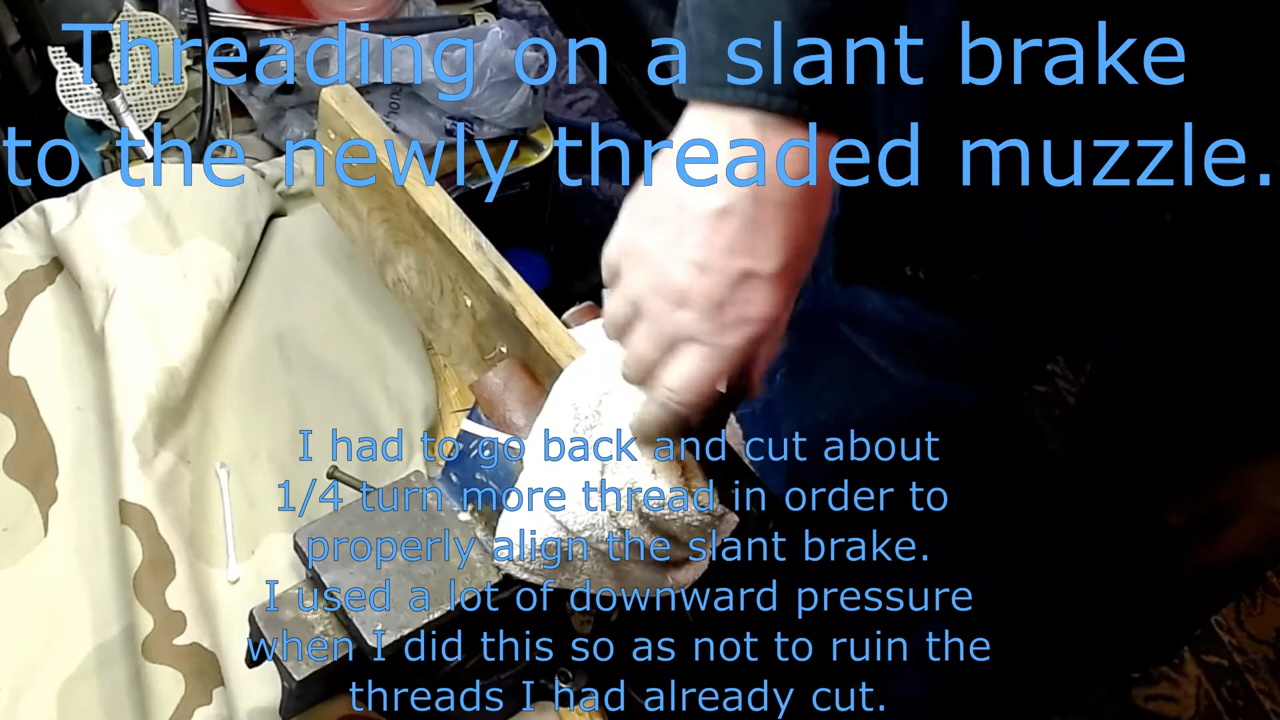 Threading on a slant brake
to the newly threaded muzzle.
I had to go back and cut about
1/4 turn more thread in order to
properly align the slant brake.
I used a lot of downward pressure
when I did this so as not to ruin the
threads I had already cut.